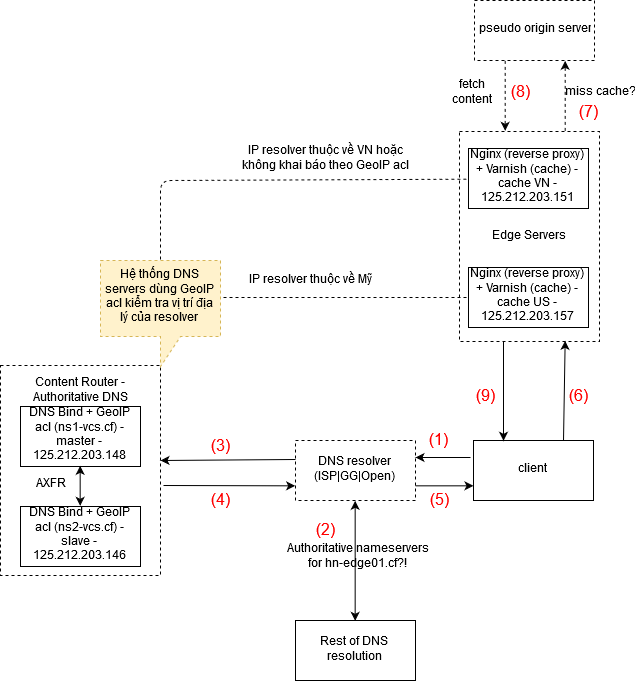 pseudo origin server
fetch
content
(8)
miss cache?
(7)
IP resolver thuộc về VN hoặc
không khai báo theo GeoIP acl
Nginx (reverse proxy)
+ Varnish (cache) -
cache VN -
125.212.203.151
Edge Servers
Hệ thống DNS
servers dùng GeoIP
acl kiểm tra vị trí địa
lý của resolver
IP resolver thuộc về Mỹ
Nginx (reverse proxy)
+ Varnish (cache) -
cache US -
125.212.203.157
Content Router -
Authoritative DNS
DNS Bind + GeoIP
acl (ns1-vcs.cf) -
master -
125.212.203.148
AXFR
DNS Bind + GeoIP
acl (ns2-vcs.cf) -
slave -
125.212.203.146
(3)
(4)
DNS resolver
(ISP|GG|Open)
(1)
(5)
(9)
(6)
client
(2)
Authoritative nameservers
for hn-edge01.cf?!
Rest of DNS
resolution